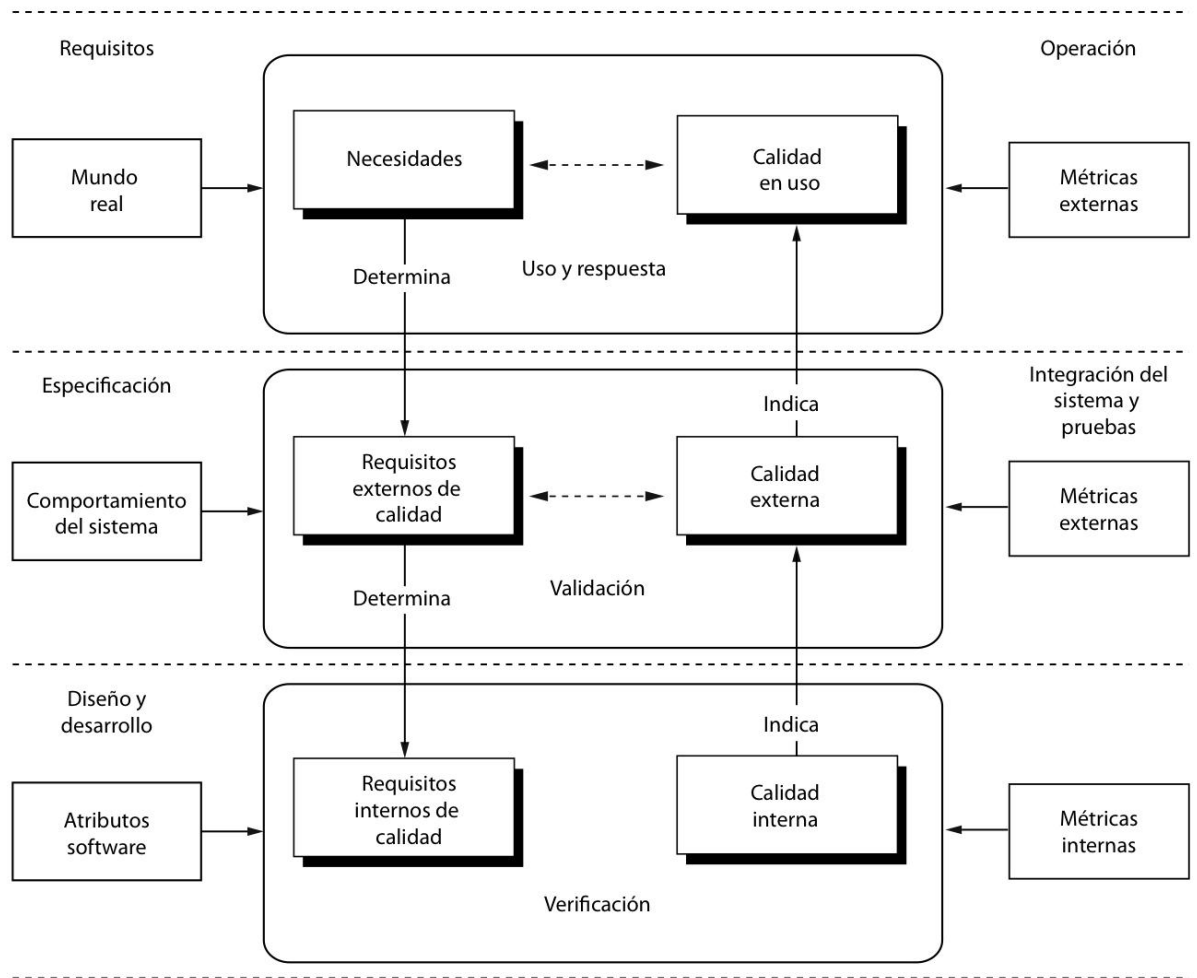 Requisitos
Operación
Mundo
real
Necesidades
Calidad
en uso
Métricas
externas
Determina
Uso y respuesta
Especificación
Integración del
sistema y
pruebas
Indica
Comportamiento
del sistema
Requisitos
externos de
calidad
Calidad
externa
Métricas
externas
Determina
Validación
Diseño y
desarrollo
Indica
Atributos
software
Requisitos
internos de
calidad
Calidad
interna
Métricas
internas
Verificación